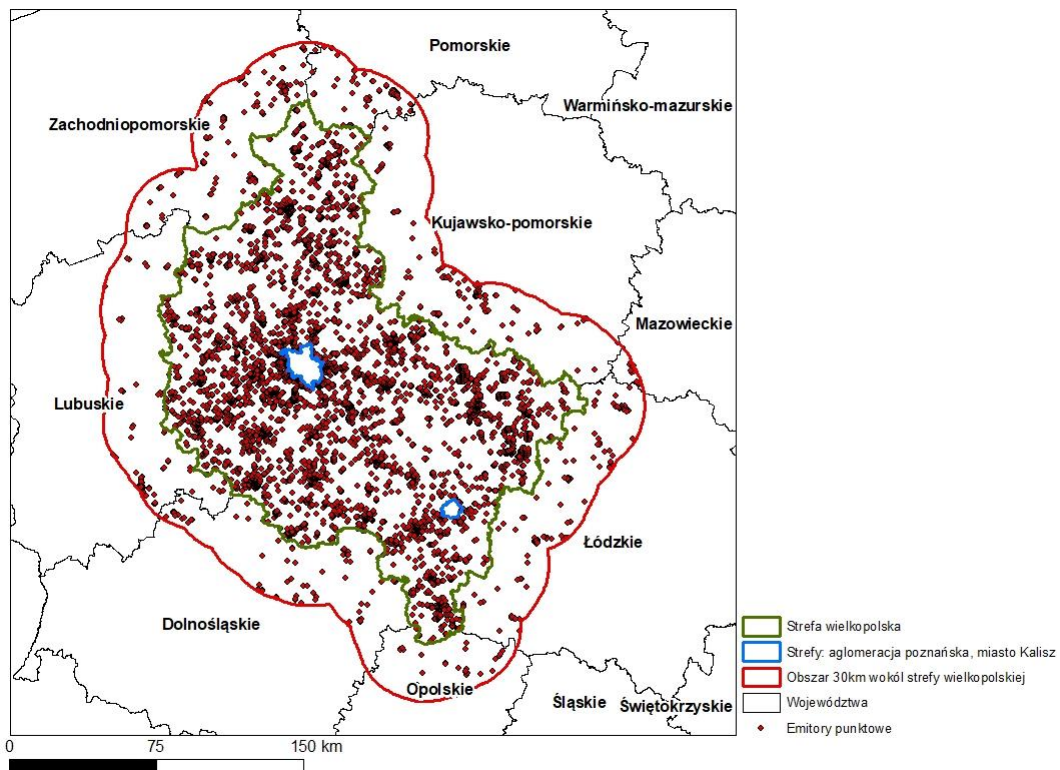 Pomorskie
Warmińsko-mazurskie
Zachodniopomorskie
Kujawsko-pomorskie
Mazowieckie
Lubuskie
Łódzkie
Dolnośląskie
Opolskie
Śląskie
Świętokrzyskie
Strefa wielkopolska
Strefy: aglomeracja poznańska, miasto Kalisz
Obszar 30km wokół strefy wielkopolskiej
Województwa
Emitory punktowe
0 75 150 km